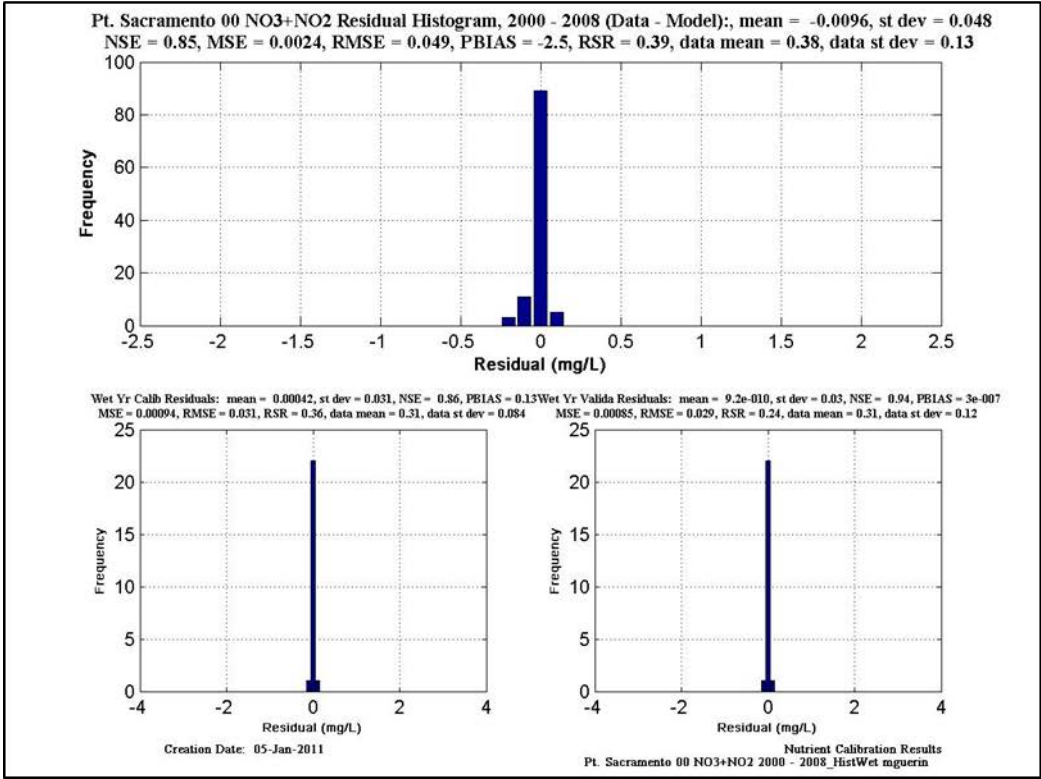 Pt. Sacramento 00 NO3+NO2 Residual Histogram, 2000 - 2008 (Data - Model):, mean = -0.0096, st dev = 0.048
NSE = 0.85, MSE = 0.0024, RMSE = 0.049, PBIAS = -2.5, RSR = 0.39, data mean = 0.38, data st dev = 0.13
100
80
60
40
20
0
Frequency
-2.5 -2 -1.5 -1 -0.5 0 0.5 1 1.5 2 2.5
Residual (mg/L)
Wet Yr Calib Residuals: mean = 0.00042, st dev = 0.031, NSE = 0.86, PBIAS = 0.13
MSE = 0.00094, RMSE = 0.031, RSR = 0.36, data mean = 0.31, data st dev = 0.084
25
20
15
10
5
0
Frequency
-4 -2 0 2 4
Residual (mg/L)
Wet Yr Valida Residuals: mean = 9.2e-010, st dev = 0.03, NSE = 0.94, PBIAS = 3e-007
MSE = 0.00085, RMSE = 0.029, RSR = 0.24, data mean = 0.31, data st dev = 0.12
25
20
15
10
5
0
Frequency
-4 -2 0 2 4
Residual (mg/L)
Creation Date: 05-Jan-2011
Nutrient Calibration Results
Pt. Sacramento 00 NO3+NO2 2000 - 2008_HistWet mguerin